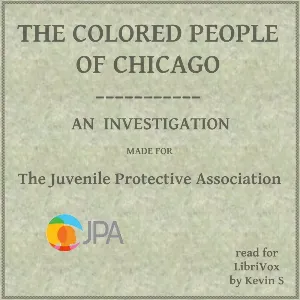 THE COLORED PEOPLE
OF CHICAGO
-----------
AN INVESTIGATION
MADE FOR
The Juvenile Protective Association
JPA
read for
LibriVox
by Kevin S